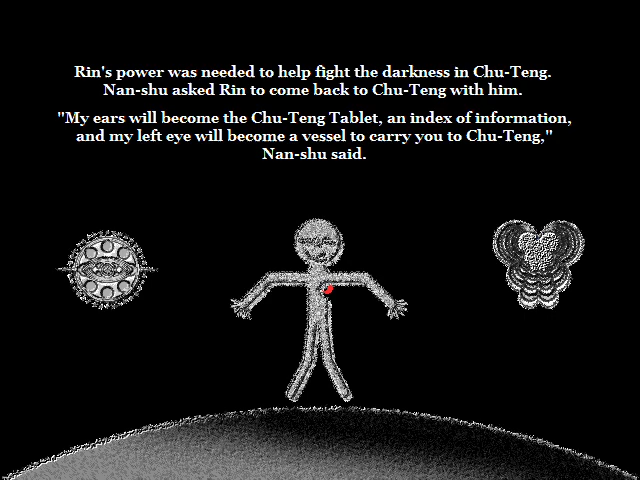 Rin's power was needed to help fight the darkness in Chu-Teng.
Nan-shu asked Rin to come back to Chu-Teng with him.
"My ears will become the Chu-Teng Tablet, an index of information,
and my left eye will become a vessel to carry you to Chu-Teng,"
Nan-shu said.